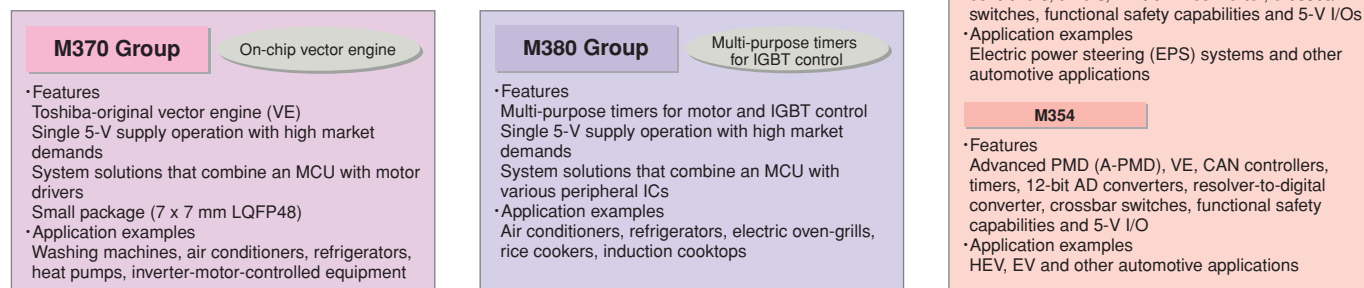 M370 Group
On-chip vector engine
・Features
Toshiba-original vector engine (VE)
Single 5-V supply operation with high market
demands
System solutions that combine an MCU with motor
drivers
Small package (7 x 7 mm LQFP48)
・Application examples
Washing machines, air conditioners, refrigerators,
heat pumps, inverter-motor-controlled equipment
M380 Group
Multi-purpose timers
for IGBT control
・Features
Multi-purpose timers for motor and IGBT control
Single 5-V supply operation with high market
demands
System solutions that combine an MCU with
various peripheral ICs
・Application examples
Air conditioners, refrigerators, electric oven-grills,
rice cookers, induction cooktops
switches, functional safety capabilities and 5-V I/Os
・Application examples
Electric power steering (EPS) systems and other
automotive applications
M354
・Features
Advanced PMD (A-PMD), VE, CAN controllers,
timers, 12-bit AD converters, resolver-to-digital
converter, crossbar switches, functional safety
capabilities and 5-V I/O
・Application examples
HEV, EV and other automotive applications